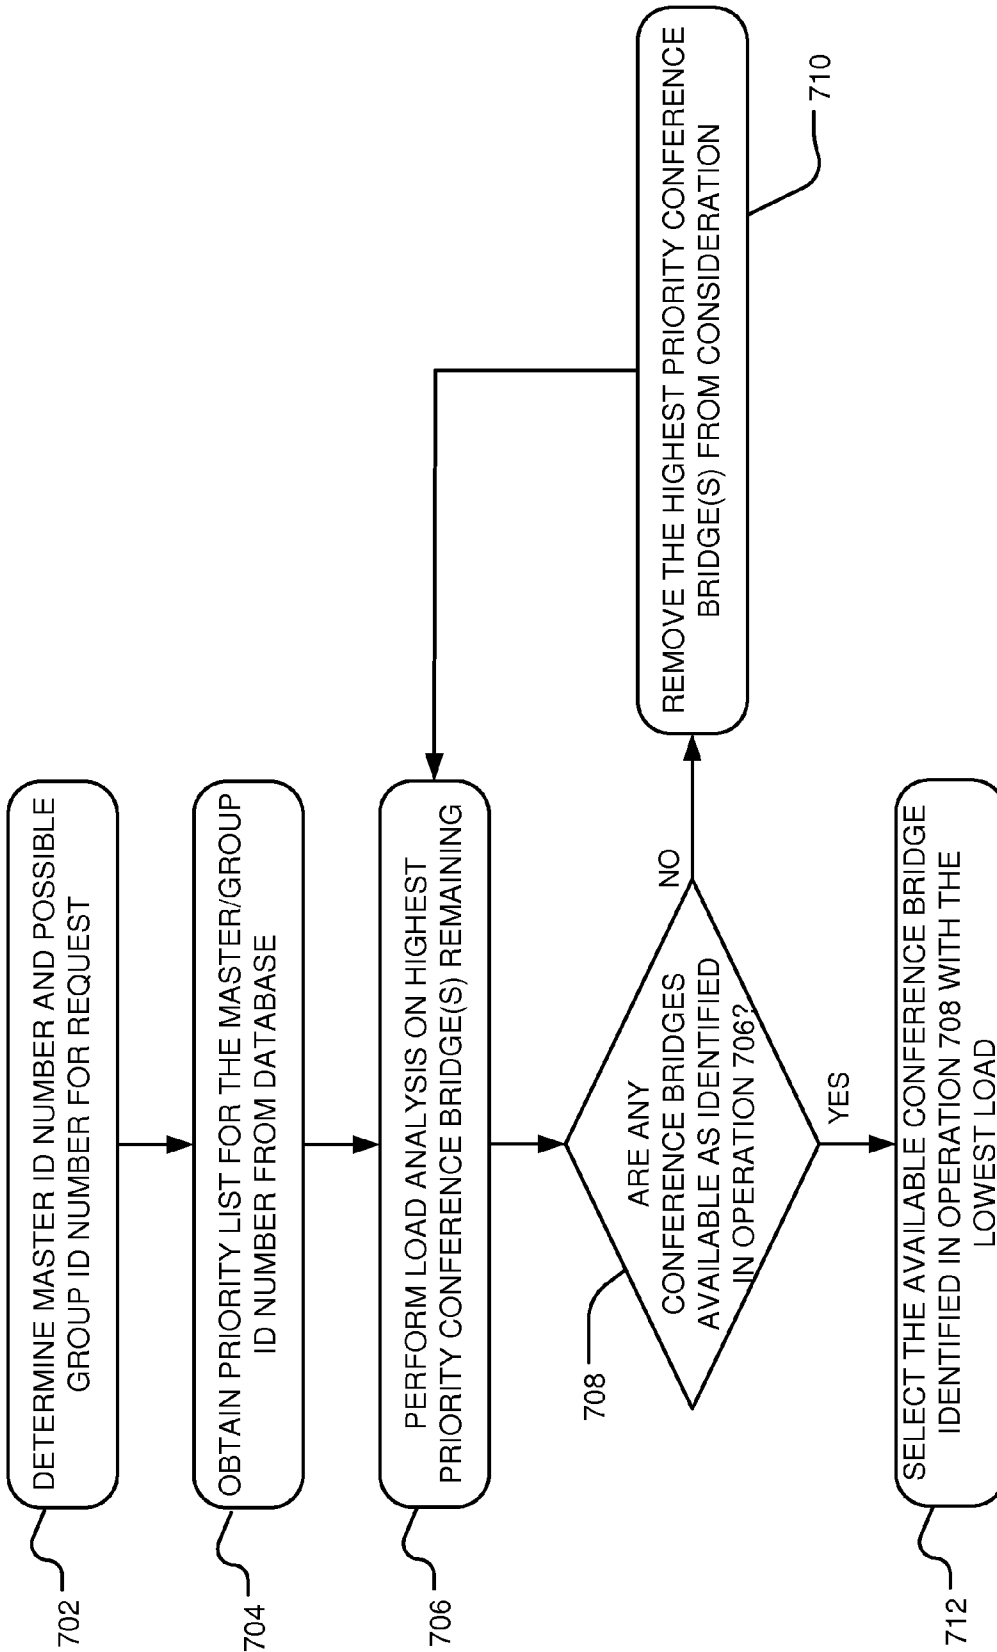 702
DETERMINE MASTER ID NUMBER AND POSSIBLE
GROUP ID NUMBER FOR REQUEST
704
OBTAIN PRIORITY LIST FOR THE MASTER/GROUP
ID NUMBER FROM DATABASE
706
PERFORM LOAD ANALYSIS ON HIGHEST
PRIORITY CONFERENCE BRIDGE(S) REMAINING
708
ARE ANY
CONFERENCE BRIDGES
AVAILABLE AS IDENTIFIED
IN OPERATION 706?
NO
YES
REMOVE THE HIGHEST PRIORITY CONFERENCE
BRIDGE(S) FROM CONSIDERATION
710
712
SELECT THE AVAILABLE CONFERENCE BRIDGE
IDENTIFIED IN OPERATION 708 WITH THE
LOWEST LOAD